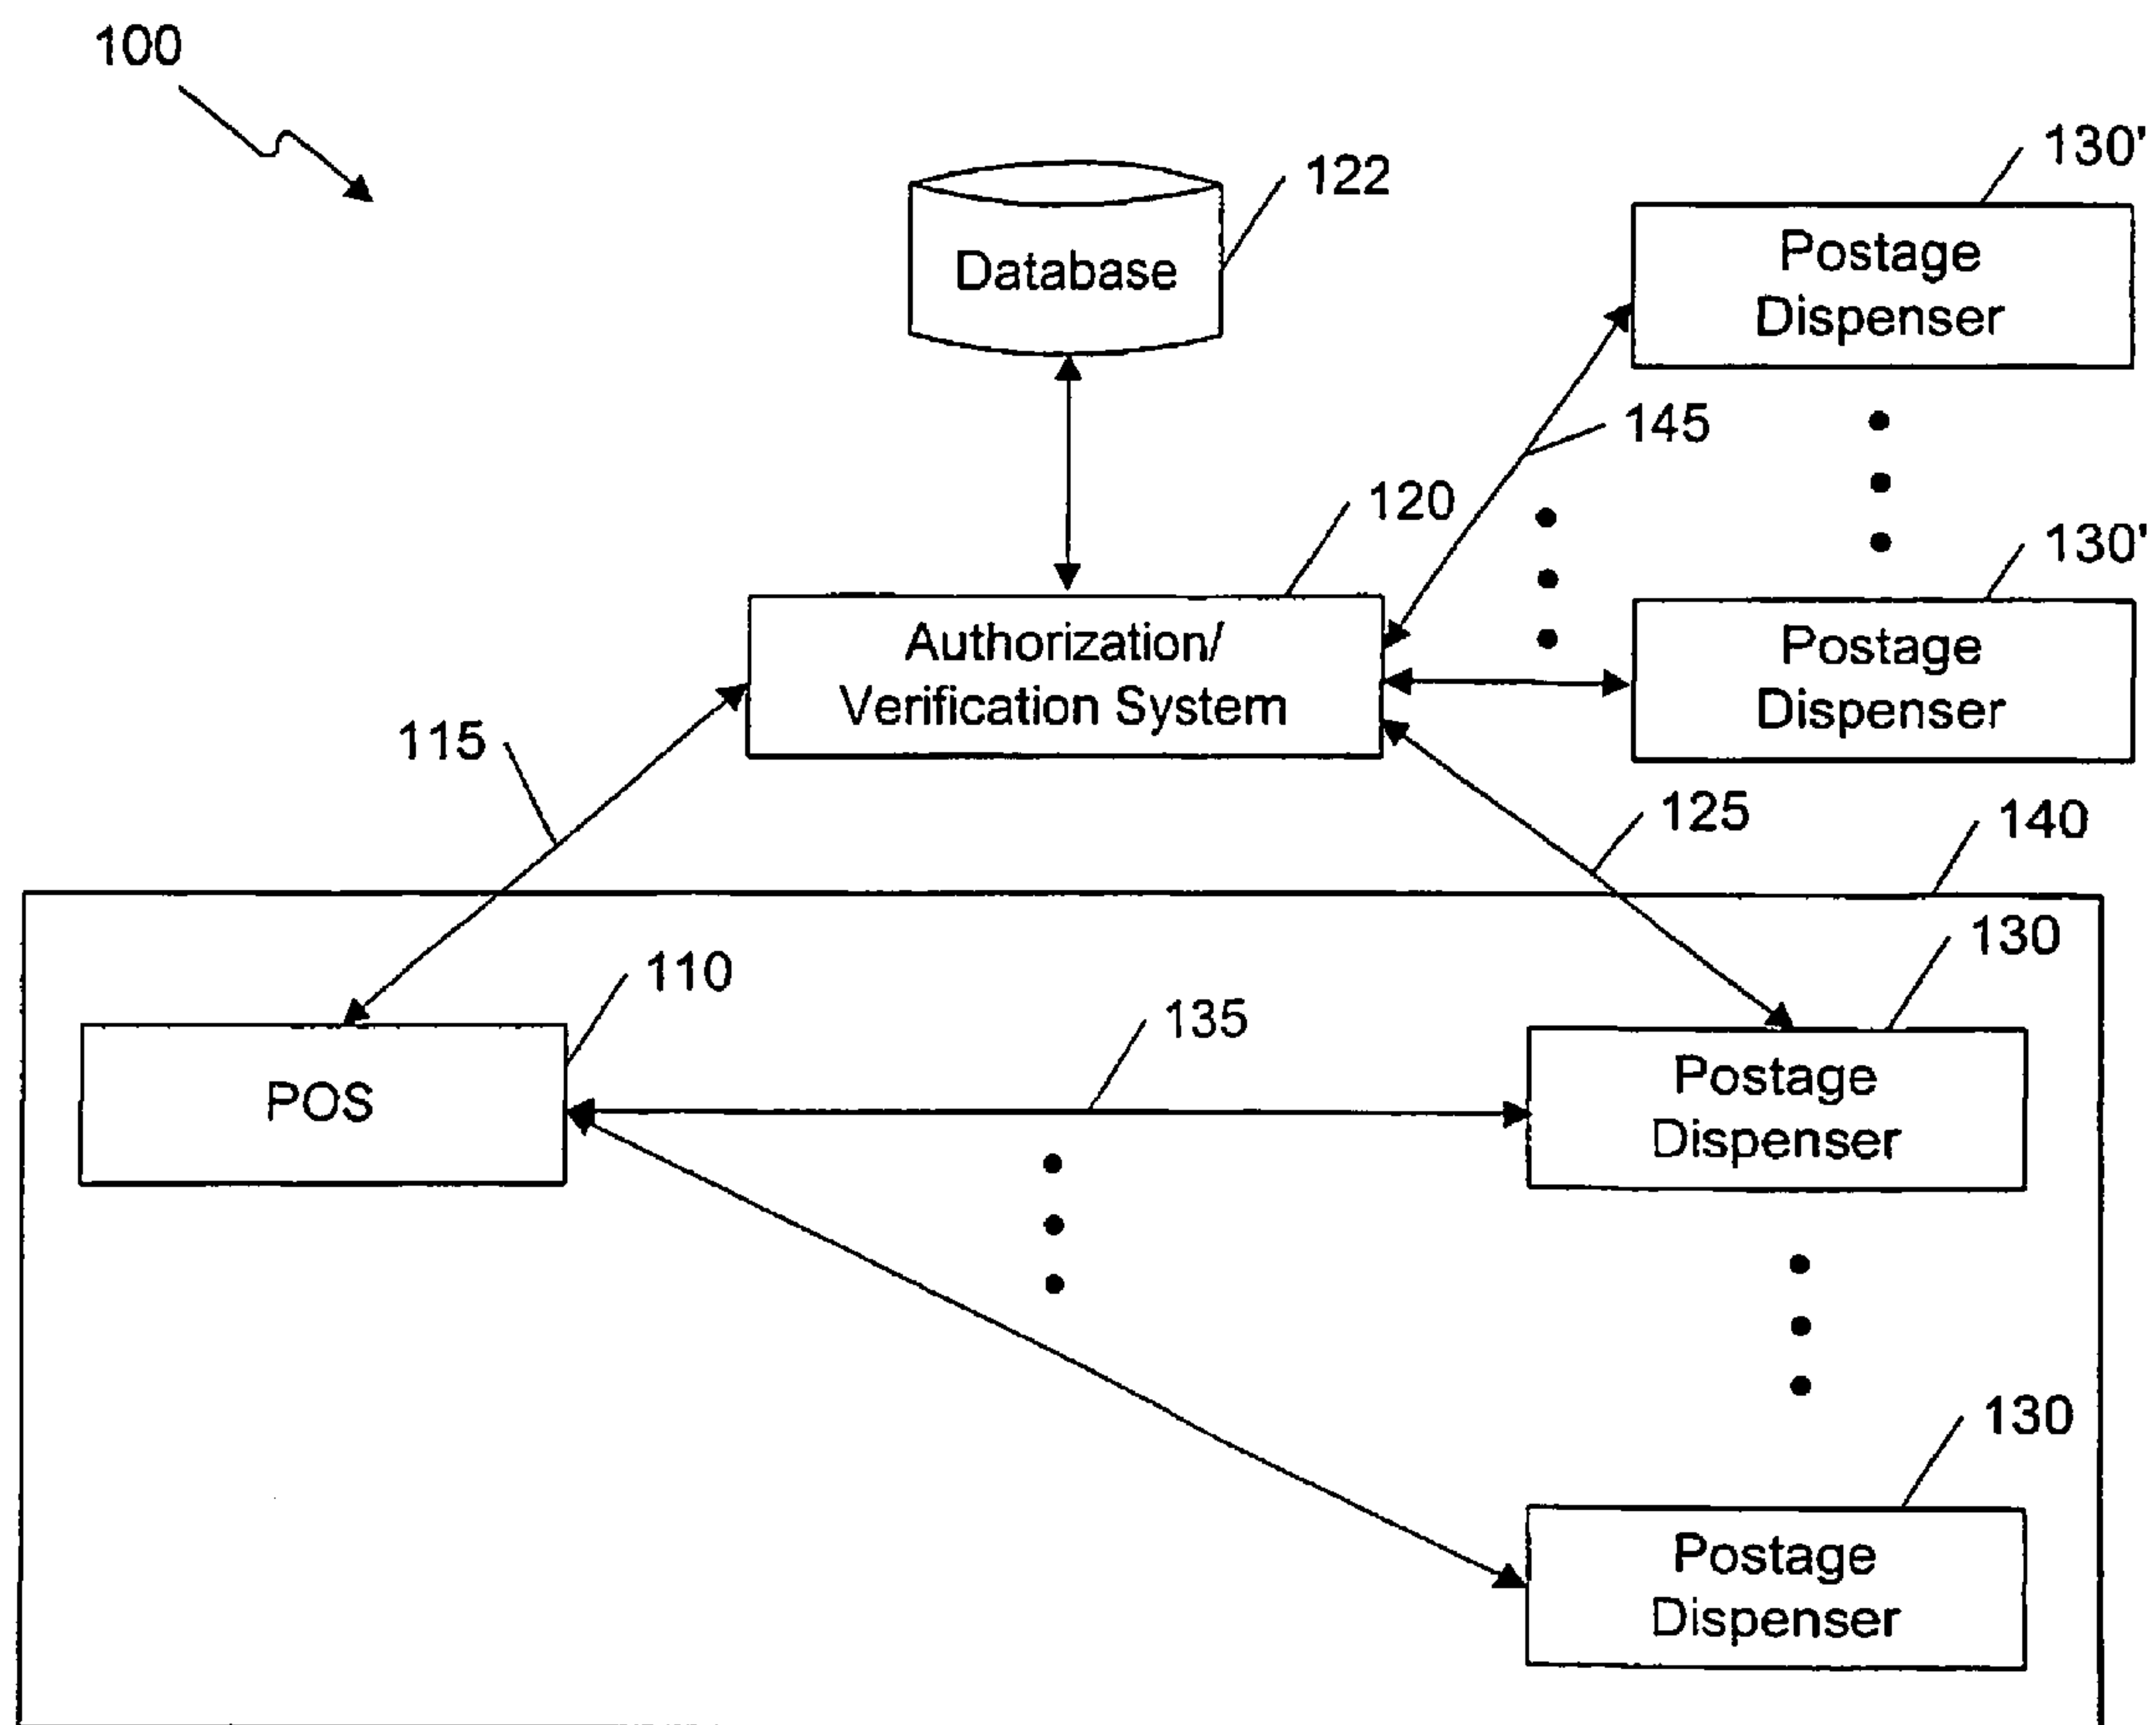 100
130'
122
Postage
Dispenser
Database
145
120
130'
Authorization/
Verification System
Postage
Dispenser
115
125
140
130
110
135
POS
Postage
Dispenser
130
Postage
Dispenser